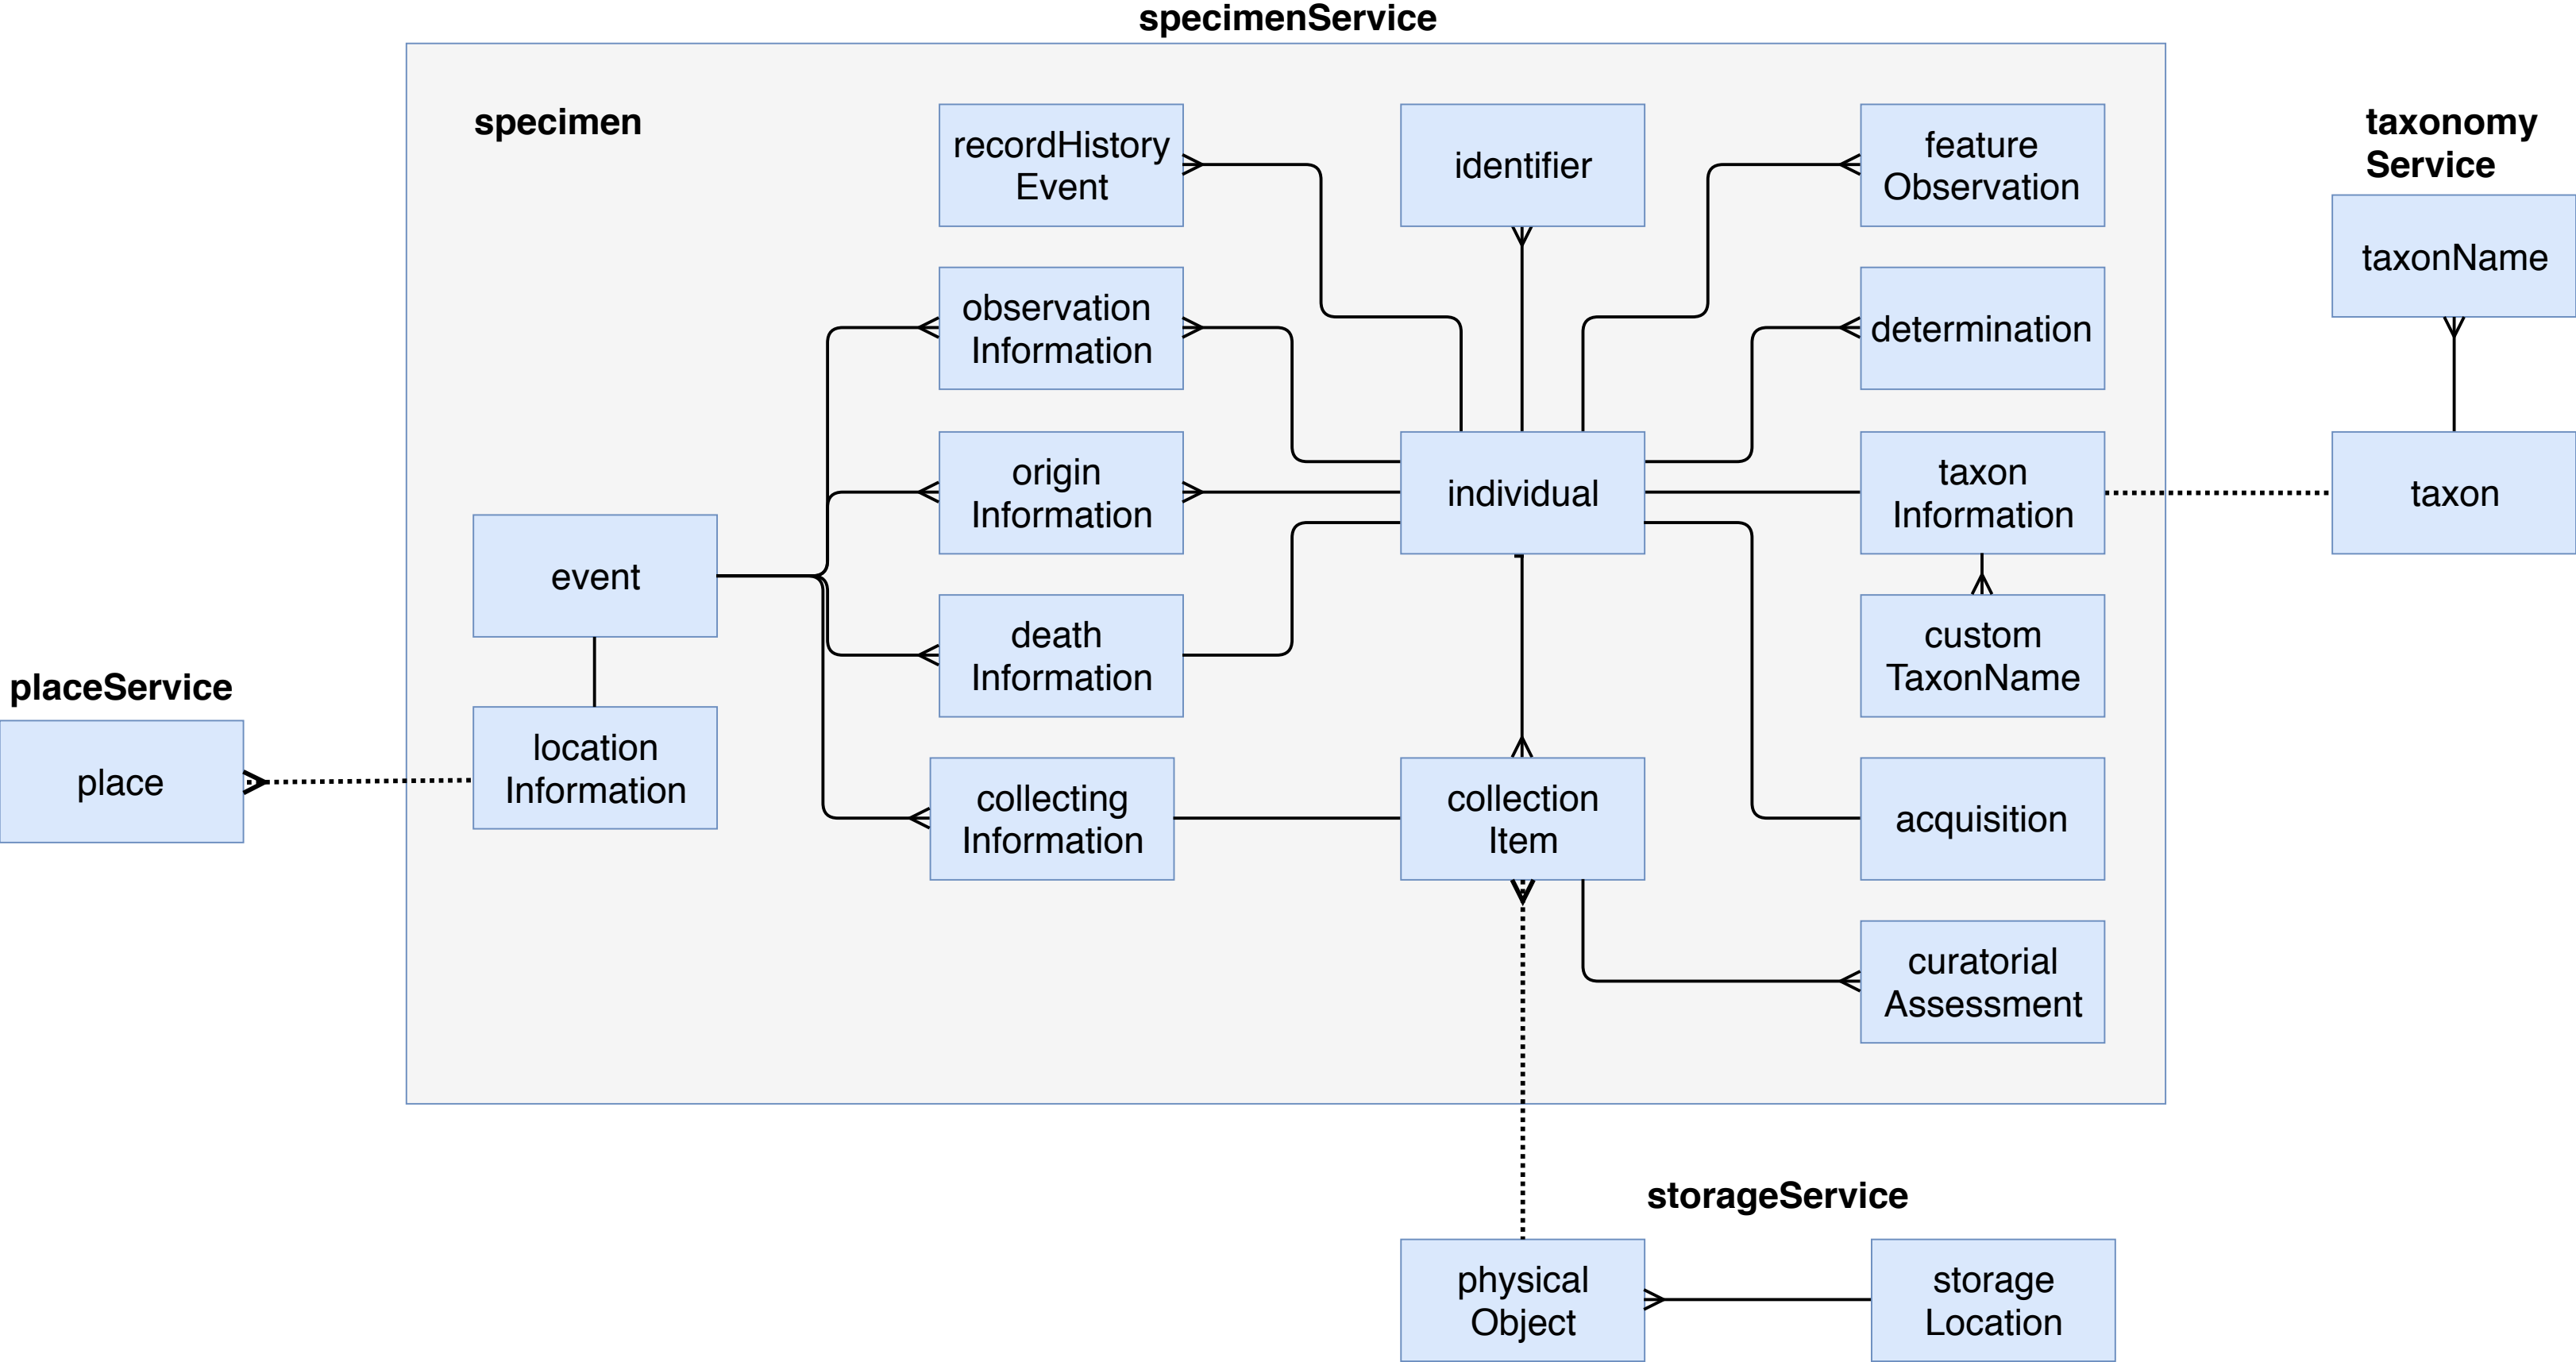 specimenService
specimen
recordHistory
Event
identifier
feature
Observation
taxonomy
Service
taxonName
observation
Information
determination
origin
Information
individual
taxon
Information
taxon
event
death
Information
custom
TaxonName
placeService
place
location
Information
collecting
Information
collection
Item
acquisition
curatorial
Assessment
storageService
physical
Object
storage
Location